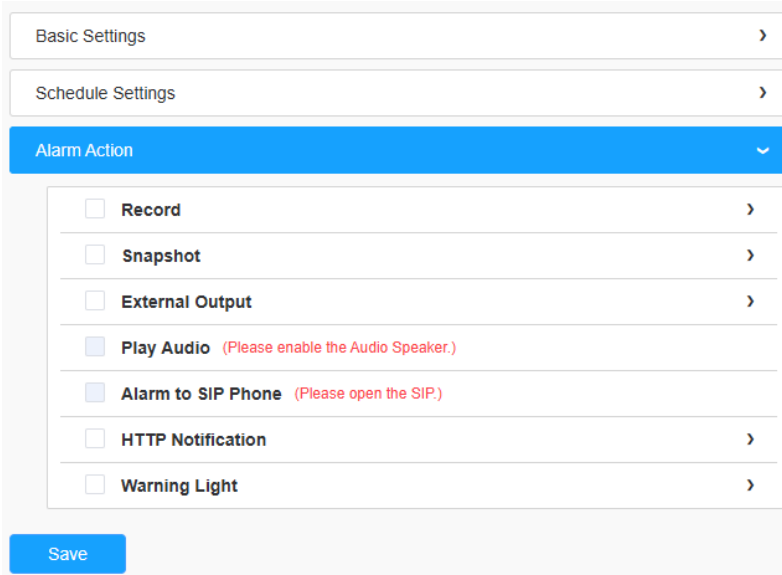 Basic Settings
Schedule Settings
Alarm Action
Record
Snapshot
External Output
Play Audio (Please enable the Audio Speaker.)
Alarm to SIP Phone (Please open the SIP.)
HTTP Notification
Warning Light
Save